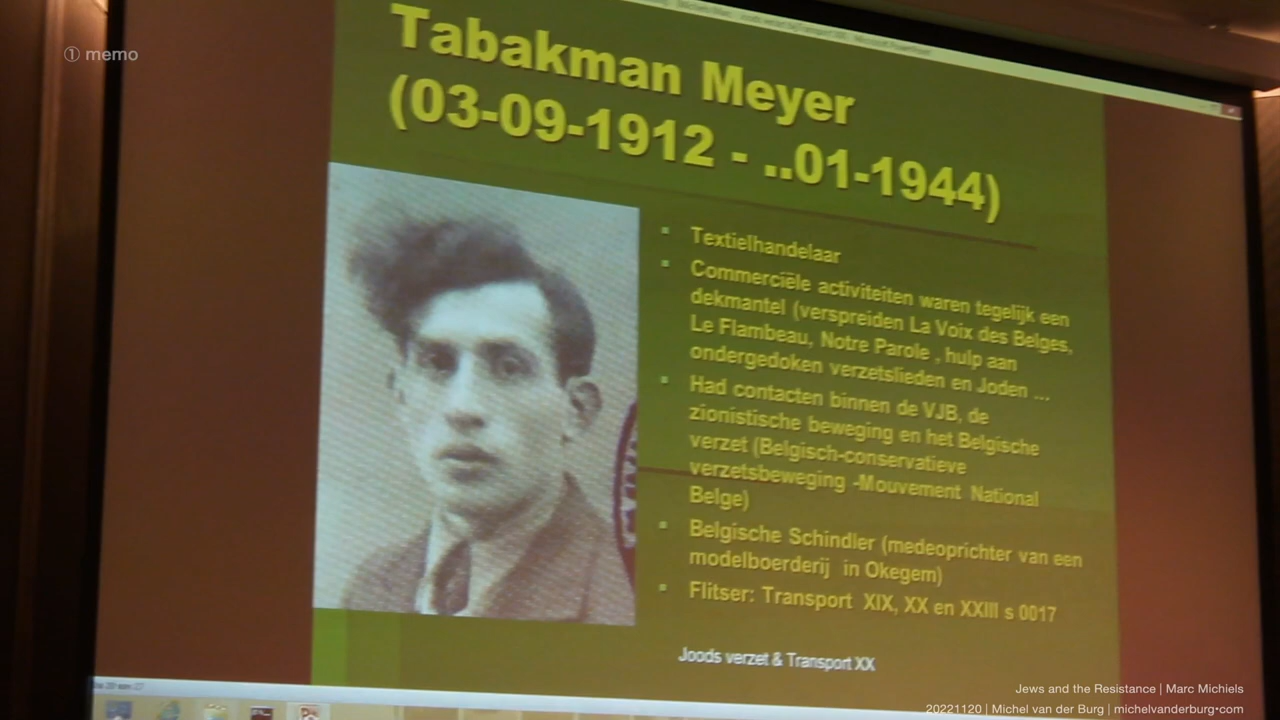 ① memo
Tabakman Meyer
(03-09-1912 - ..01-1944)
Textielhandelaar
Commerciële activiteiten waren tegelijk een
dekmantel (verspreiden La Voix des Belges,
Le Flambeau, Notre Parole , hulp aan
ondergedoken verzetslieden en Joden ...
Had contacten binnen de VJB, de
zionistische beweging en het Belgische
verzet (Belgisch-conservatieve
verzetsbeweging -Mouvement National
Belge)
Belgische Schindler (medeoprichter van een
modelboerderij in Okegem)
Flitser: Transport XIX, XX en XXIII s 0017
Joods verzet & Transport XX
Jews and the Resistance | Marc Michiels
20221120 | Michel van der Burg | michelvanderburg•com